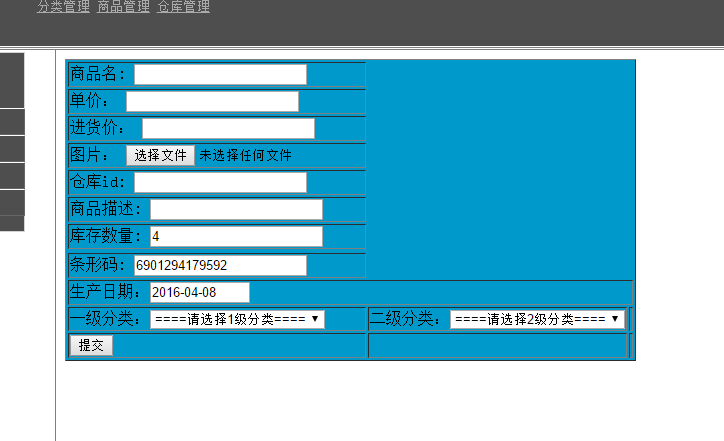 分类管理 商品管理 仓库管理
商品名:
单价:
进货价:
图片: 选择文件 未选择任何文件
仓库id:
商品描述:
库存数量: 4
条形码: 6901294179592
生产日期: 2016-04-08
一级分类: ====请选择1级分类==== 二级分类: ====请选择2级分类====
提交